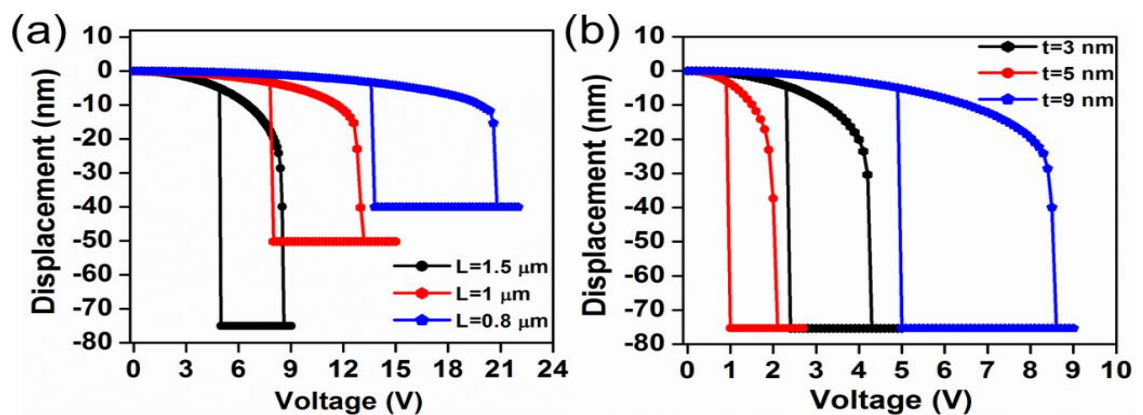 (a)
10
0
-10
-20
-30
-40
-50
-60
-70
-80
Displacement (nm)
0 3 6 9 12 15 18 21 24
Voltage (V)
L=1.5 μm
L=1 μm
L=0.8 μm
(b)
10
0
-10
-20
-30
-40
-50
-60
-70
-80
Displacement (nm)
0 1 2 3 4 5 6 7 8 9 10
Voltage (V)
t=3 nm
t=5 nm
t=9 nm